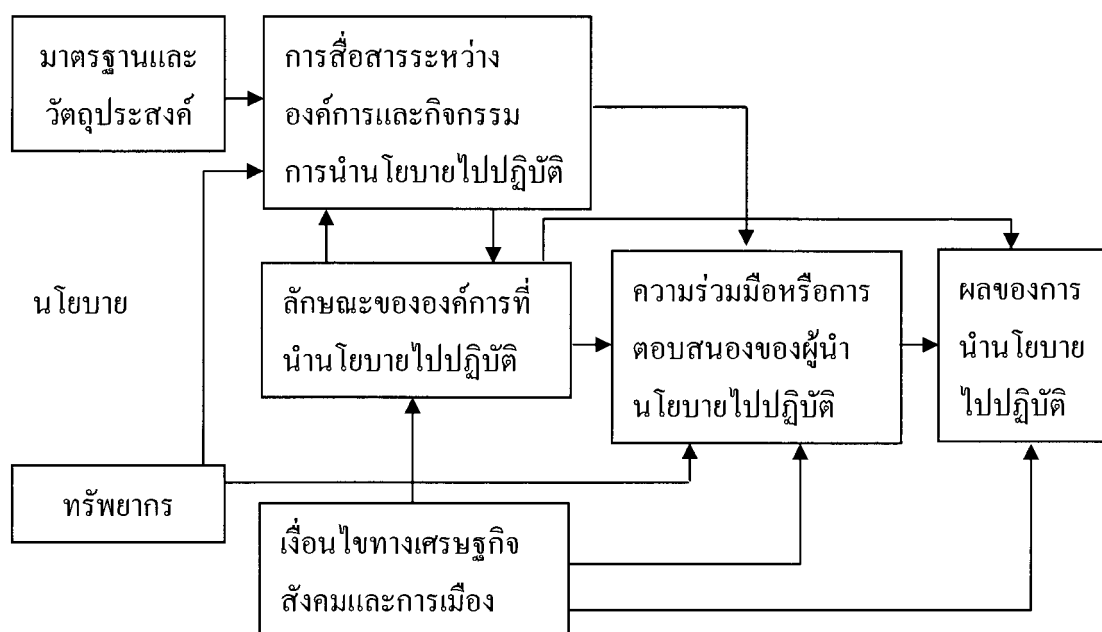 มาตรฐานและ
วัตถุประสงค์
การสื่อสารระหว่าง
องค์การและกิจกรรม
การนำนโยบายไปปฏิบัติ
นโยบาย
ลักษณะขององค์การที่
นำนโยบายไปปฏิบัติ
ความร่วมมือหรือการ
ตอบสนองของผู้นำ
นโยบายไปปฏิบัติ
ผลของการ
นำนโยบาย
ไปปฏิบัติ
ทรัพยากร
เงื่อนไขทางเศรษฐกิจ
สังคมและการเมือง